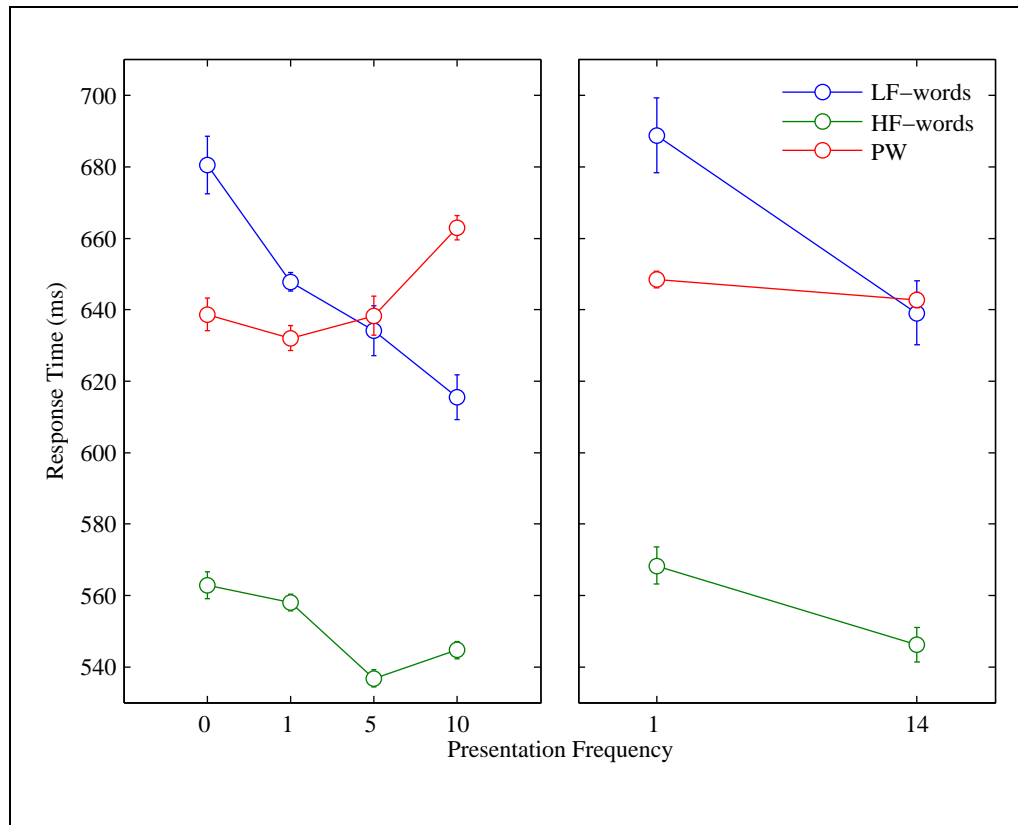 700
680
660
640
620
600
580
560
540
Response Time (ms)
0 1 5 10
1 14
Presentation Frequency
LF−words
HF−words
PW